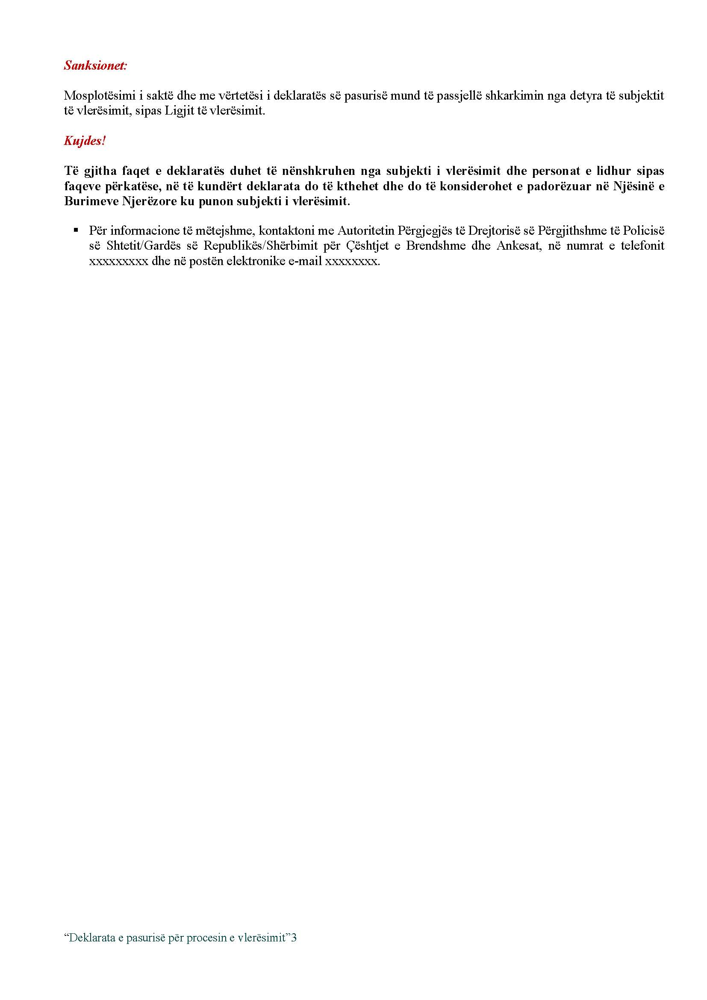 Sanksionet:
Mosplotësimi i saktë dhe me vërtetësi i deklaratës së pasurisë mund të passjellë shkarkimin nga detyra të subjektit
të vlerësimit, sipas Ligjit të vlerësimit.
Kujdes!
Të gjitha faqet e deklaratës duhet të nënshkruhen nga subjekti i vlerësimit dhe personat e lidhur sipas
faqeve përkatëse, në të kundërt deklarata do të kthehet dhe do të konsiderohet e padorëzuar në Njësinë e
Burimeve Njerëzore ku punon subjekti i vlerësimit.
▪ Për informacione të mëtejshme, kontaktoni me Autoritetin Përgjegjës të Drejtorisë së Përgjithshme të Policisë
së Shtetit/Gardës së Republikës/Shërbimit për Çështjet e Brendshme dhe Ankesat, në numrat e telefonit
xxxxxxxxx dhe në postën elektronike e-mail xxxxxxxx.
“Deklarata e pasurisë për procesin e vlerësimit”3